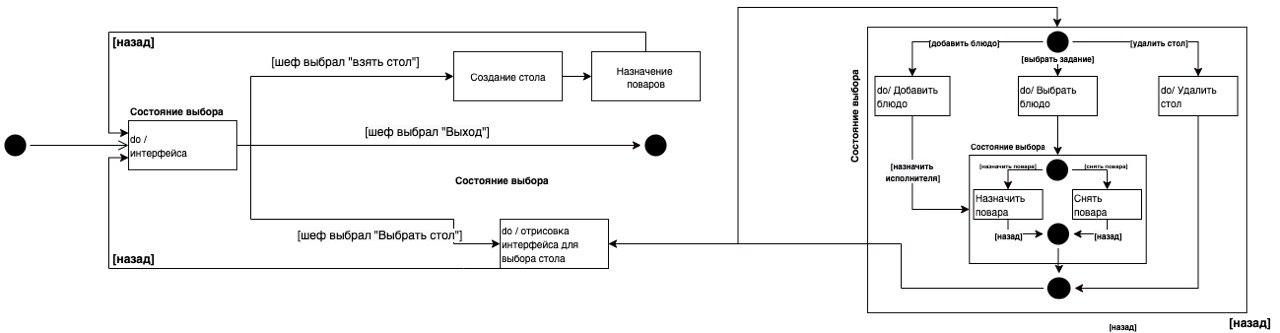 [назад]
[шеф выбрал "взять стол"]
Создание стола
Назначение
поваров
Состояние выбора
do /
интерфейса
[шеф выбрал "Выход"]
Состояние выбора
[шеф выбрал "Выбрать стол"]
do / отрисовка
интерфейса для
выбора стола
[назад]
Состояние выбора
[добавить блюдо]
[удалить стол]
[выбрать задание]
do/ Добавить
блюдо
do/ Выбрать
блюдо
do/ Удалить
стол
[назначить
исполнителя]
Состояние выбора
[назначить повара]
[снять повара]
Назначить
повара
Снять
повара
[назад]
[назад]
[назад]
[назад]